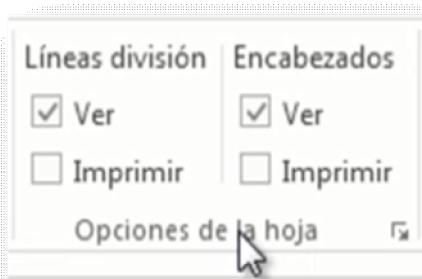 Líneas división Encabezados
Ver Ver
Imprimir Imprimir
Opciones de la hoja